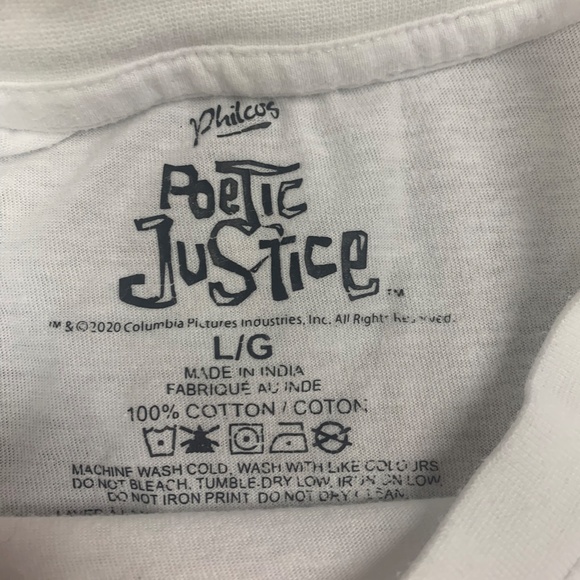 Philcos
Poetic
Justice
™
™ & © 2020 Columbia Pictures Industries, Inc. All Rights Reserved.
L/G
MADE IN INDIA
FABRIQUÉ AU INDE
100% COTTON / COTON
MACHINE WASH COLD, WASH WITH LIKE COLOURS
DO NOT BLEACH. TUMBLE-DRY LOW, IRON ON LOW
DO NOT IRON PRINT DO NOT DRY CLEAN.